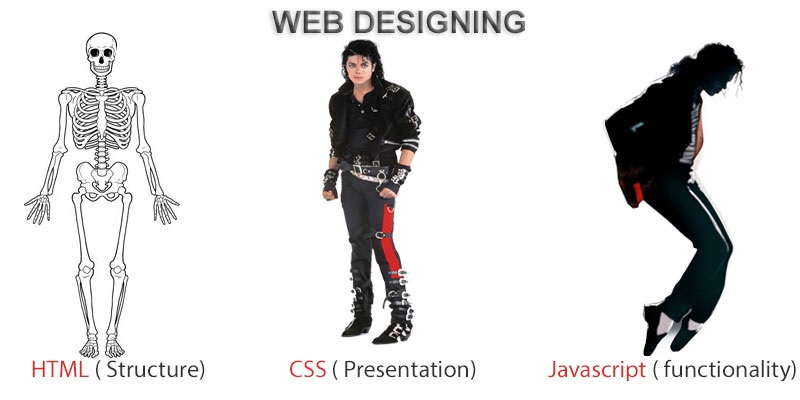 WEB DESIGNING
HTML ( Structure)
CSS ( Presentation)
Javascript ( functionality)